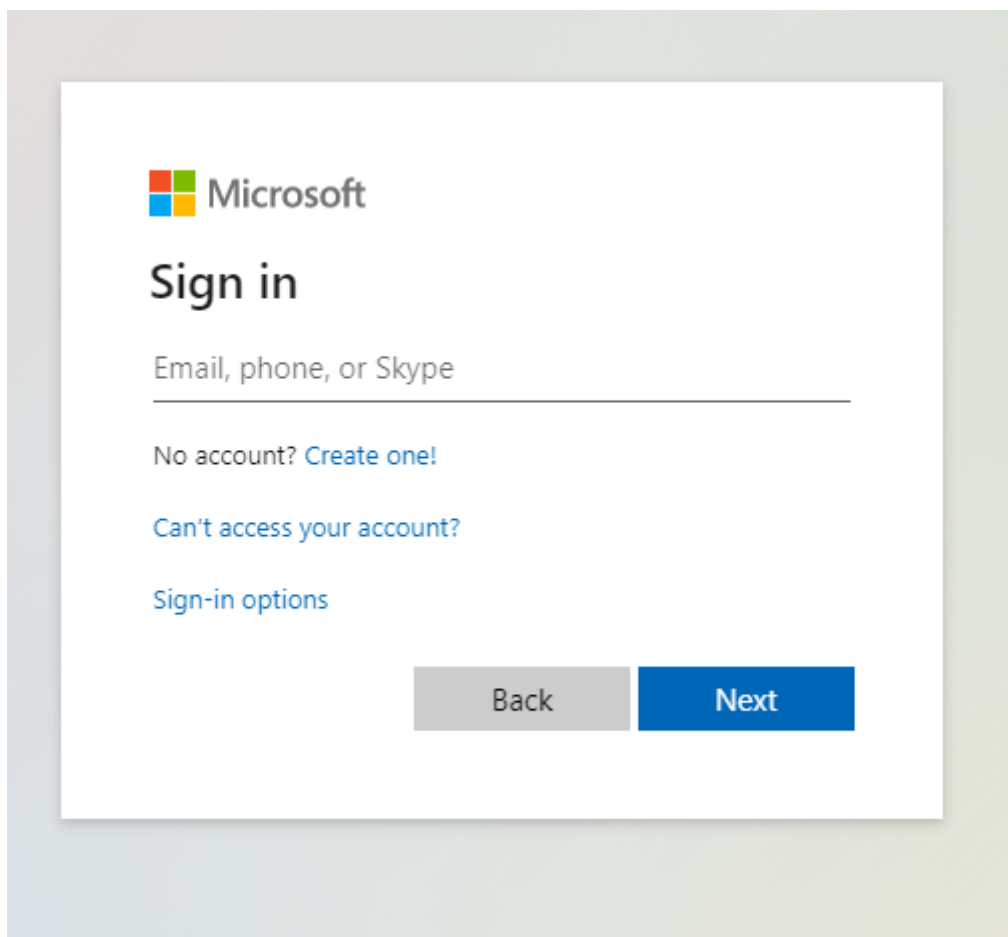 Microsoft
Sign in
Email, phone, or Skype
No account? Create one!
Can't access your account?
Sign-in options
Back Next